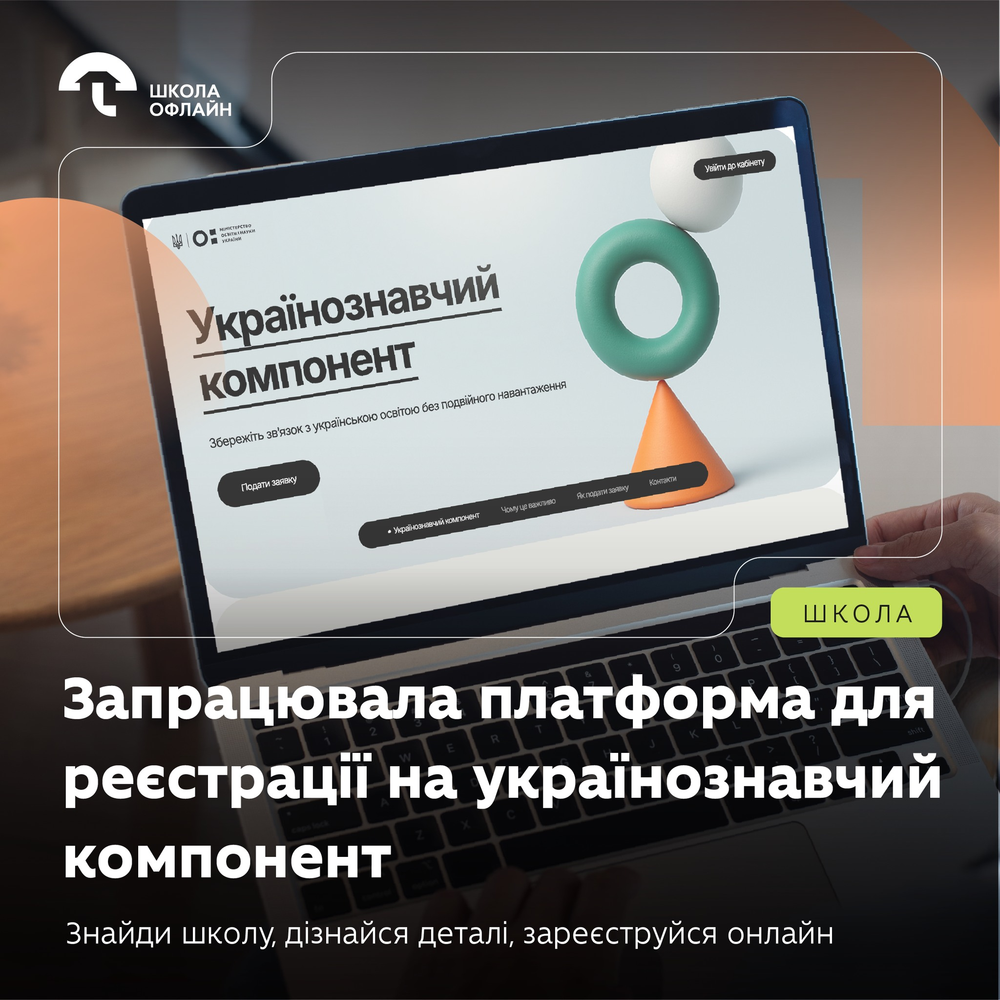 ШКОЛА
ОФЛАЙН
Увійти до кабінету
МІНІСТЕРСТВО
ОСВІТИ І НАУКИ
УКРАЇНИ
Українознавчий
компонент
Збережіть зв'язок з українською освітою без подвійного навантаження
Подати заявку
• Українознавчий компонент Чому це важливо Як подати заявку Контакти
ШКОЛА
Запрацювала платформа для
реєстрації на українознавчий
компонент
Знайди школу, дізнайся деталі, зареєструйся онлайн